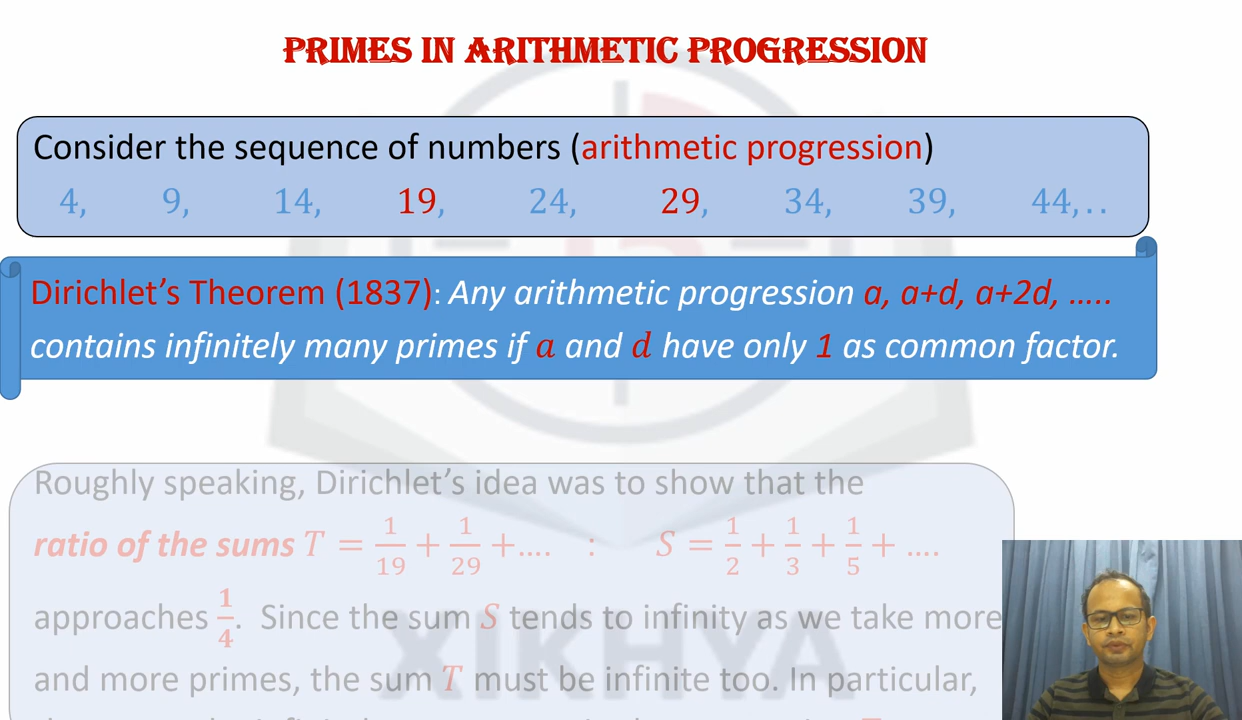 PRIMES IN ARITHMETIC PROGRESSION
Consider the sequence of numbers (arithmetic progression)
4, 9, 14, 19, 24, 29, 34, 39, 44,..
Dirichlet's Theorem (1837): Any arithmetic progression a, a+d, a+2d, .....
contains infinitely many primes if a and d have only 1 as common factor.
Roughly speaking, Dirichlet's idea was to show that the
ratio of the sums T = 1/19 + 1/29 +.... : S = 1/2 + 1/3 + 1/5 + ....
approaches 1/4. Since the sum S tends to infinity as we take more
and more primes, the sum T must be infinite too. In particular,
XIKHYA